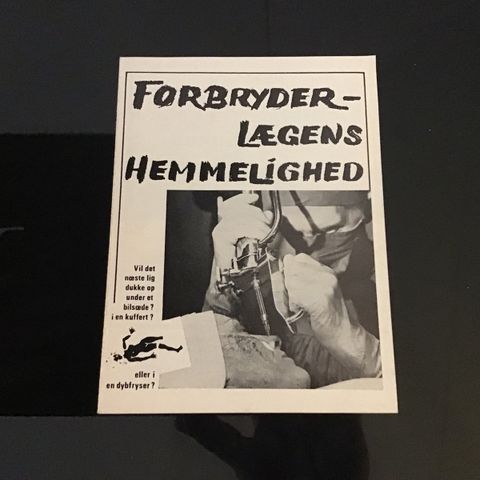 FORBRYDER-
LÆGENS
HEMMELIGHED
Vil det
næste lig
dukke op
under et
bilsæde?
i en kuffert?
eller i
en dybfryser?